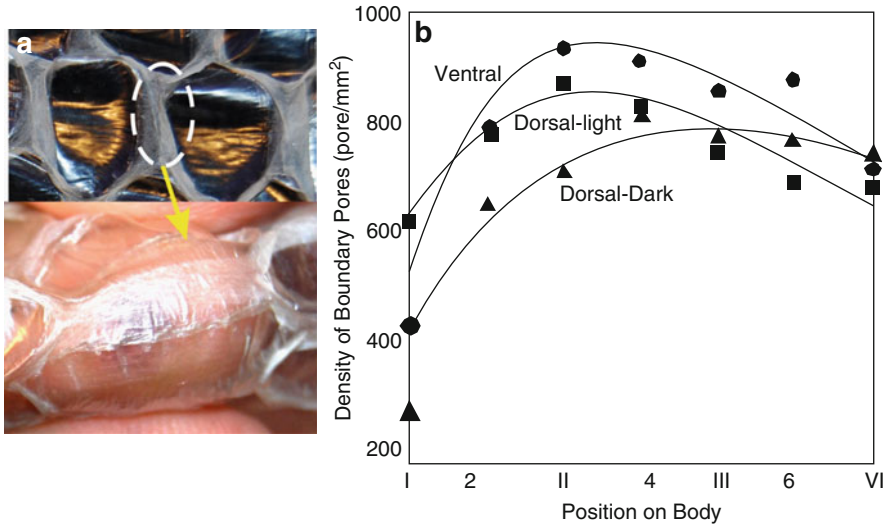 a
b
1000
800
600
400
200
Density of Boundary Pores (pore/mm²)
Ventral
Dorsal-light
Dorsal-Dark
I 2 II 4 III 6 VI
Position on Body